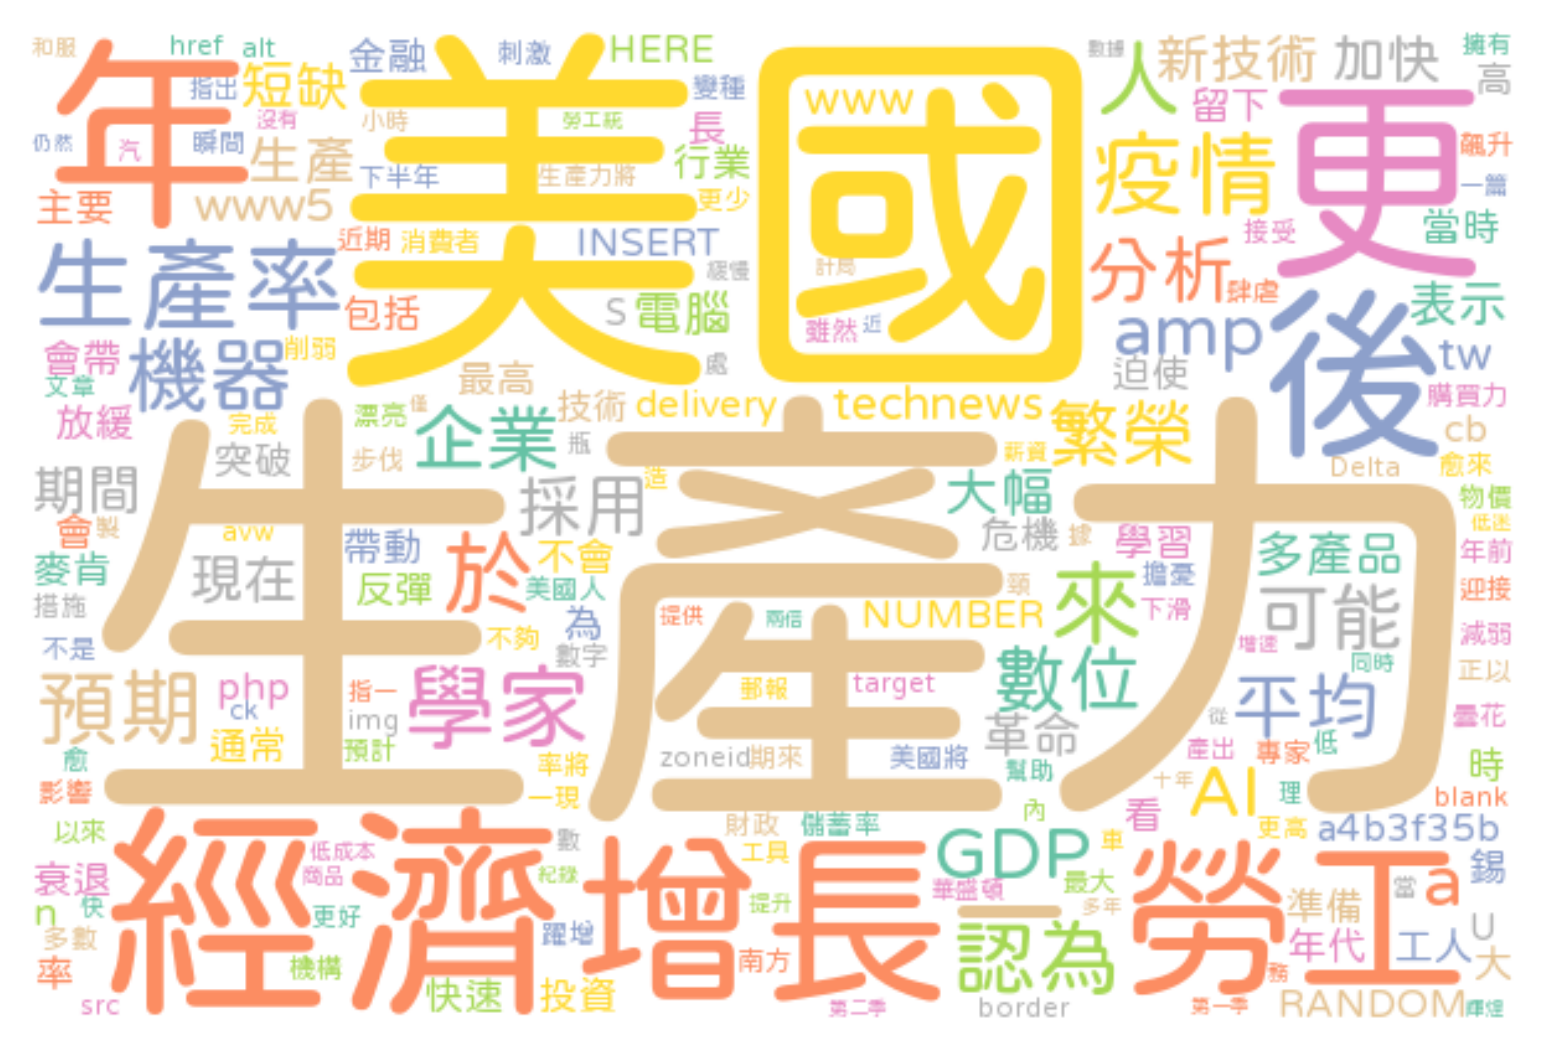 和服
href
alt
金融
刺激
HERE
數據
人
新技術
加快
擁有
年
指出
短缺
美國
變種
www
留下
更
高
仍然
汽
沒有
瞬間
生產
小時
下半年
勞工統
生產力將
長
行業
疫情
飆升
一篇
主要
www5
更少
接受
當時
生產率
近期
消費者
INSERT
緩慢
計局
分析
肆虐
表示
包括
S
電腦
雖然
近
amp
後
tw
會帶
文章
機器
削弱
最高
處
迫使
購買力
放緩
完成
漂亮
僅
企業
技術
delivery
technews
繁榮
cb
突破
步伐
瓶
薪資
Delta
愈來
期間
生產力
採用
造
大幅
物價
低迷
會
製
avw
帶動
於
不會
危機
據
學習
多產品
年前
麥肯
現在
反彈
美國人
頸
來
擔憂
下滑
可能
迎接
措施
為
提供
兩倍
NUMBER
增速
減弱
不是
不夠
數字
同時
正以
預期
php
ck
指一
img
學家
郵報
target
數位
平均
從
曇花
通常
預計
zoneid
期來
美國將
革命
產出
專家
低
愈
影響
率將
一現
幫助
十年
AI
理
時
blank
以來
經濟增長
數
財政
儲蓄率
內
看
車
更高
a4b3f35b
衰退
低成本
商品
紀錄
工具
GDP
最大
勞工
當
a
錫
n
快
更好
提升
華盛頓
一
多年
準備
U
多數
躍增
認為
年代
工人
大
率
機構
南方
務
src
快速
投資
第二季
border
第一季
RANDOM
輝煌